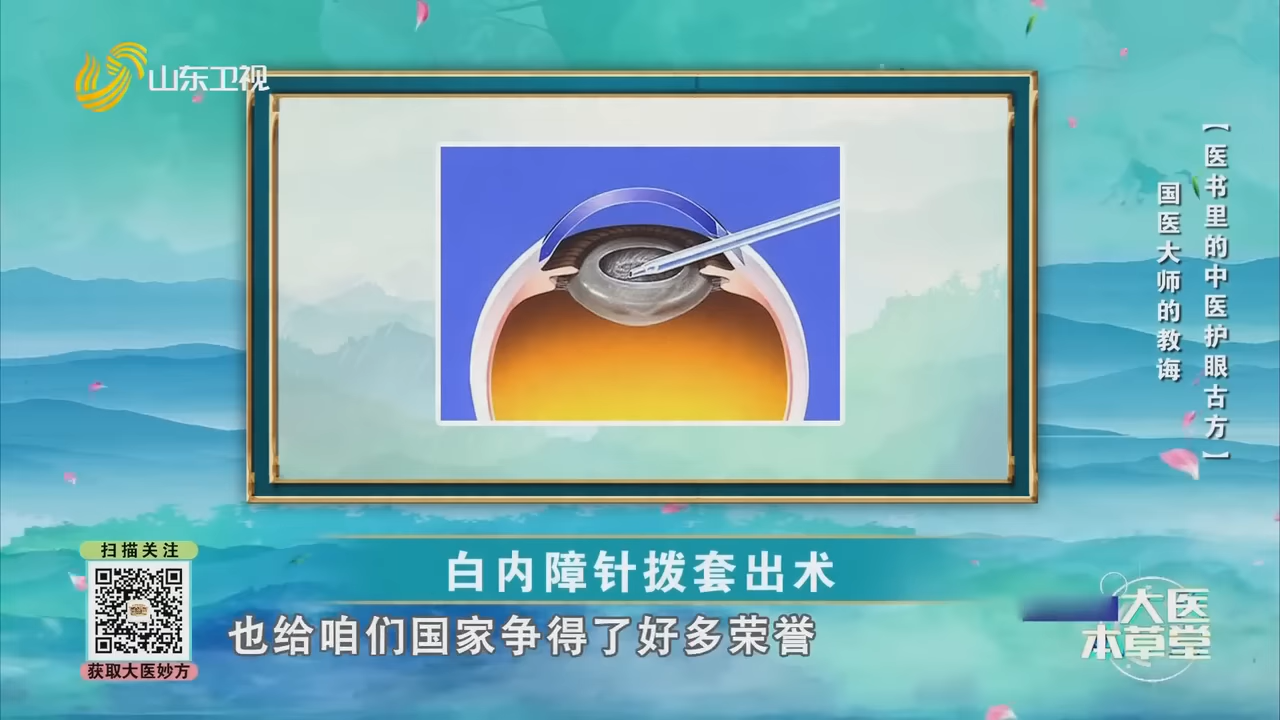 山东卫视
【医书里的中医护眼古方】
国医大师的教诲
白内障针拨套出术
也给咱们国家争得了好多荣誉
扫描关注
获取大医妙方
大医
本草堂